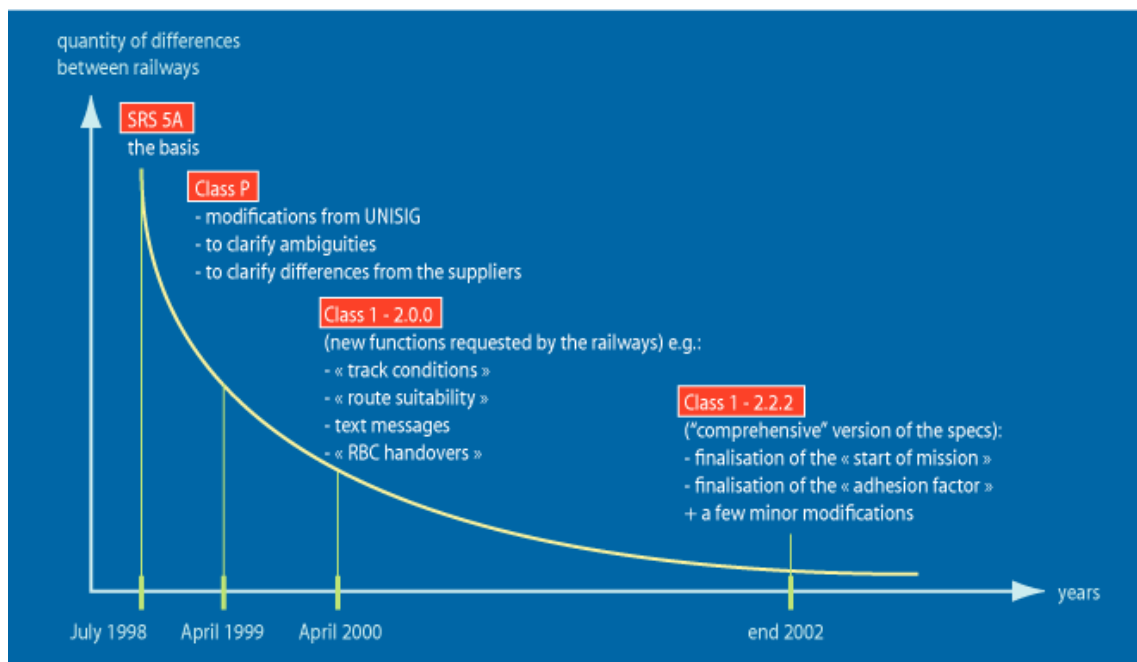 quantity of differences
between railways
SRS 5A
the basis
Class P
- modifications from UNISIG
- to clarify ambiguities
- to clarify differences from the suppliers
Class 1 - 2.0.0
(new functions requested by the railways) e.g.:
- « track conditions »
- « route suitability »
- text messages
- « RBC handovers »
Class 1 - 2.2.2
(“comprehensive” version of the specs):
- finalisation of the « start of mission »
- finalisation of the « adhesion factor »
+ a few minor modifications
years
July 1998 April 1999 April 2000 end 2002